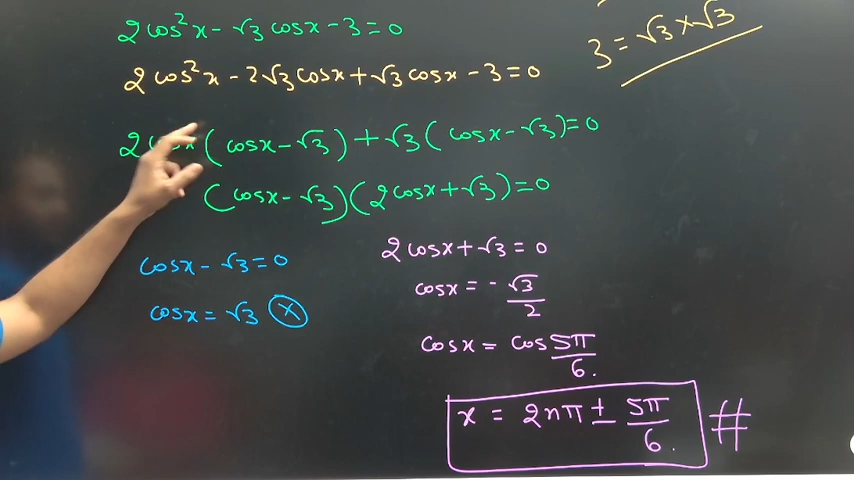 2cos²x - √3 cosx - 3 = 0
3 = √3 × √3
2cos²x - 2√3 cosx + √3 cosx - 3 = 0
2cosx (cosx - √3) + √3 (cosx - √3) = 0
(cosx - √3)(2cosx + √3) = 0
cosx - √3 = 0
cosx = √3 ⓧ
2cosx + √3 = 0
cosx = -√3/2
cosx = cos 5π/6.
x = 2nπ ± 5π/6. #